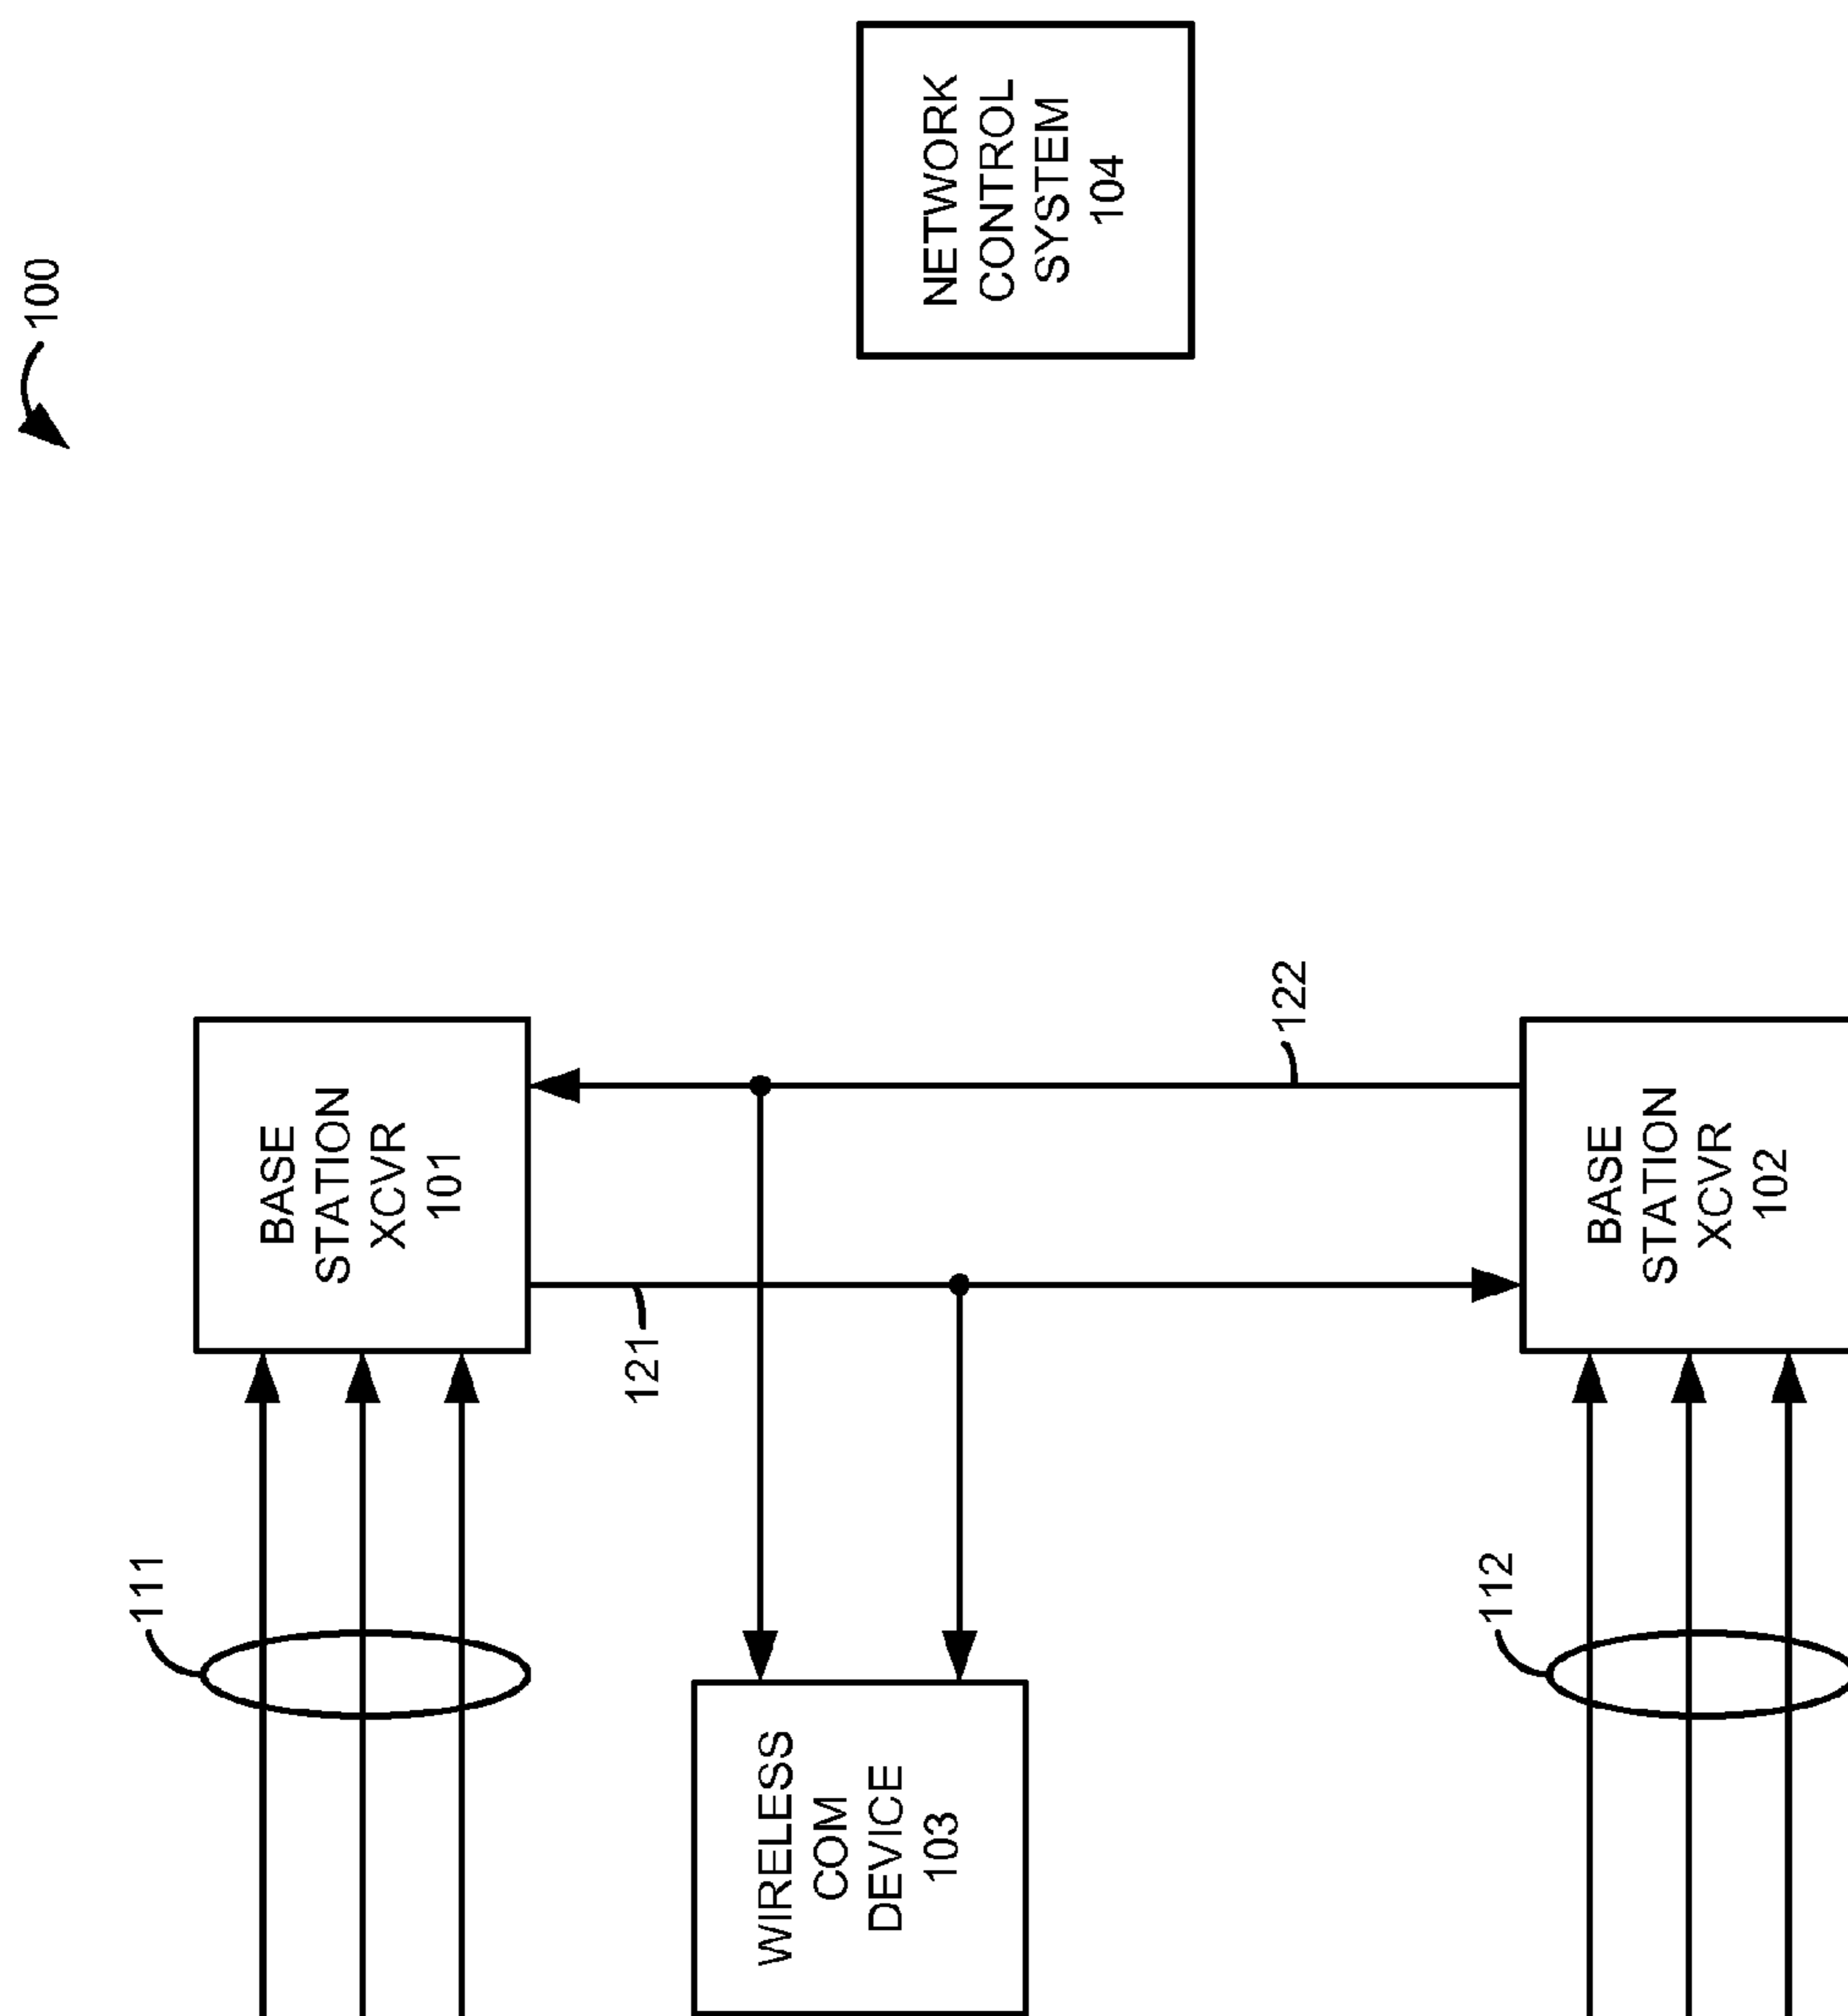 100
111
BASE
STATION
XCVR
101
121
WIRELESS
COM
DEVICE
103
NETWORK
CONTROL
SYSTEM
104
122
112
BASE
STATION
XCVR
102